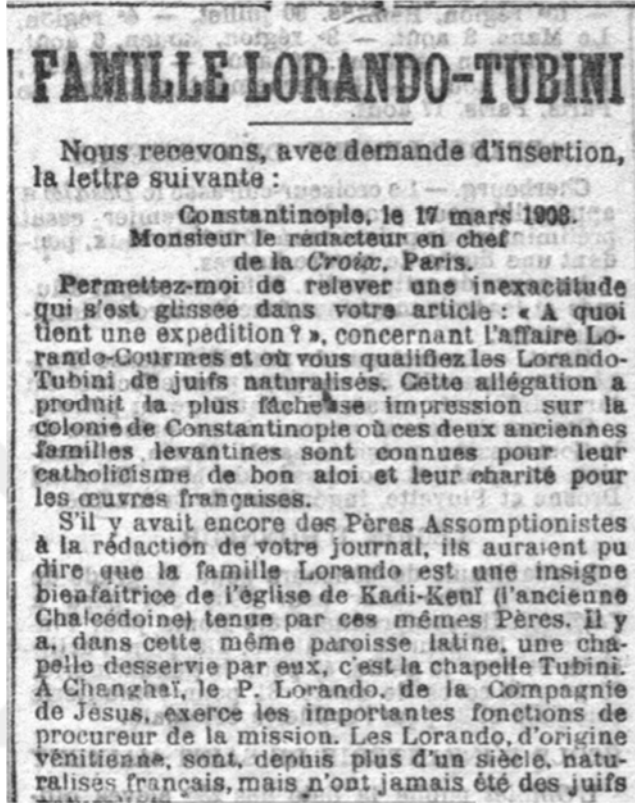 FAMILLE LORANDO-TUBINI
Nous recevons, avec demande d'insertion,
la lettre suivante :
Constantinople, le 17 mars 1903.
Monsieur le rédacteur en chef
de la Croix, Paris.
Permettez-moi de relever une inexactitude
qui s'est glissée dans votre article : « A quoi
tient une expedition ? », concernant l'affaire Lo-
rando-Courmes et où vous qualifiez les Lorando-
Tubini de juifs naturalisés. Cette allégation a
produit la plus fâcheuse impression sur la
colonie de Constantinople où ces deux anciennes
familles levantines sont connues pour leur
catholicisme de bon aloi et leur charité pour
les œuvres françaises.
S'il y avait encore des Pères Assomptionistes
à la rédaction de votre journal, ils auraient pu
dire que la famille Lorando est une insigne
bienfaitrice de l'église de Kadi-Keuï (l'ancienne
Chalcédoine) tenue par ces mêmes Pères. Il y
a, dans cette même paroisse latine, une cha-
pelle desservie par eux, c'est la chapelle Tubini.
A Changhaï, le P. Lorando, de la Compagnie
de Jésus, exerce les importantes fonctions de
procureur de la mission. Les Lorando, d'origine
vénitienne, sont, depuis plus d'un siècle, natu-
ralisés français, mais n'ont jamais été des juifs